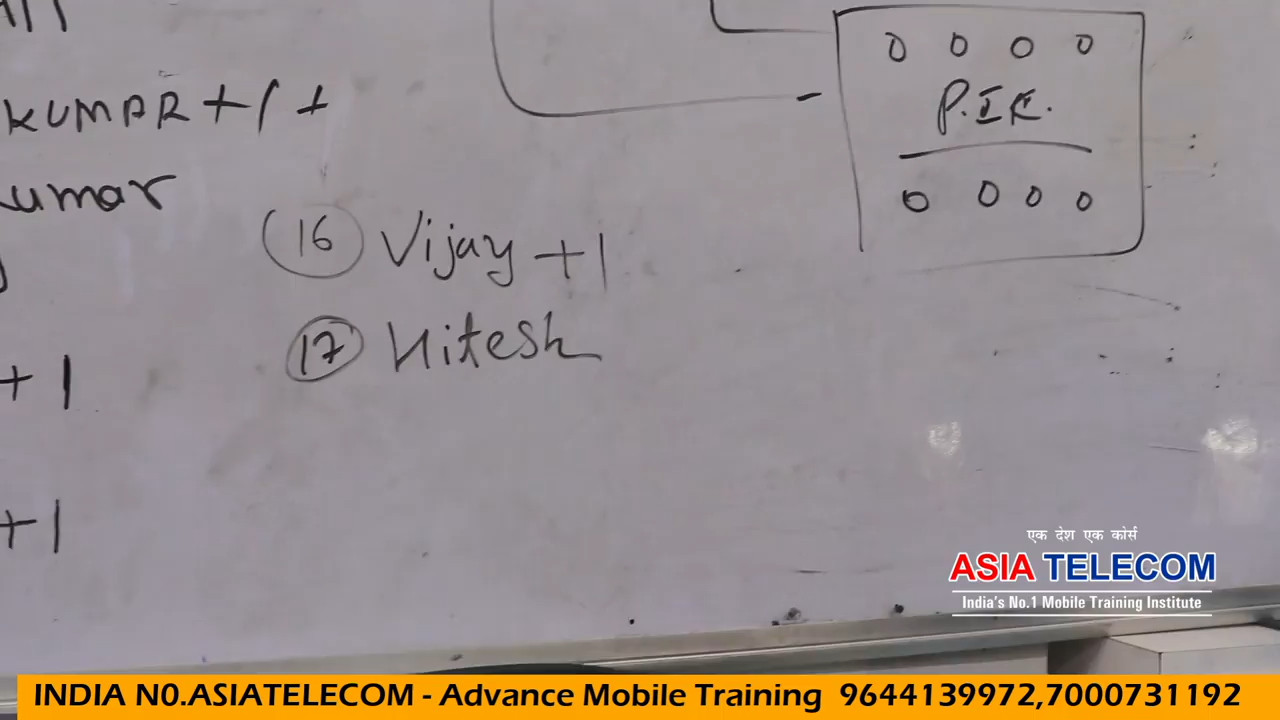 KUMAR +1 +
umar
+1
+1
(16) Vijay +1
(17) Hitesh
0 0 0 0
0 0 0 0
एक देश एक कोर्स
ASIA TELECOM
India's No.1 Mobile Training Institute
INDIA N0.ASIATELECOM - Advance Mobile Training 9644139972,7000731192